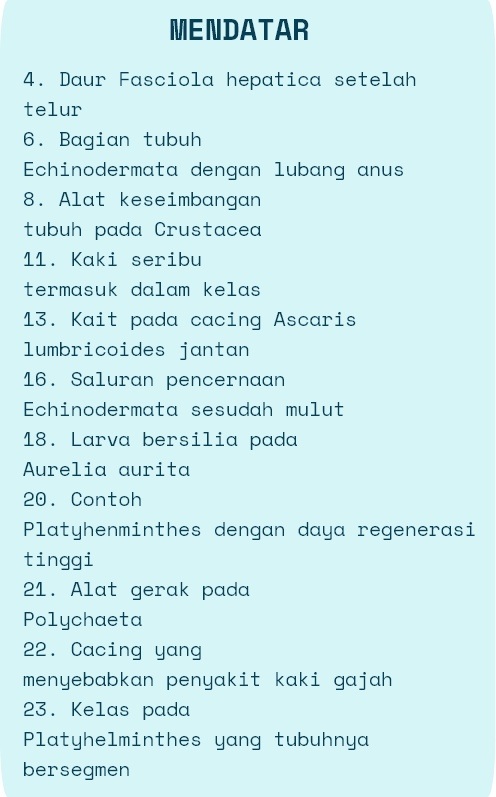 MENDATAR
4. Daur Fasciola hepatica setelah
telur
6. Bagian tubuh
Echinodermata dengan lubang anus
8. Alat keseimbangan
tubuh pada Crustacea
11. Kaki seribu
termasuk dalam kelas
13. Kait pada cacing Ascaris
lumbricoides jantan
16. Saluran pencernaan
Echinodermata sesudah mulut
18. Larva bersilia pada
Aurelia aurita
20. Contoh
Platyhenminthes dengan daya regenerasi
tinggi
21. Alat gerak pada
Polychaeta
22. Cacing yang
menyebabkan penyakit kaki gajah
23. Kelas pada
Platyhelminthes yang tubuhnya
bersegmen